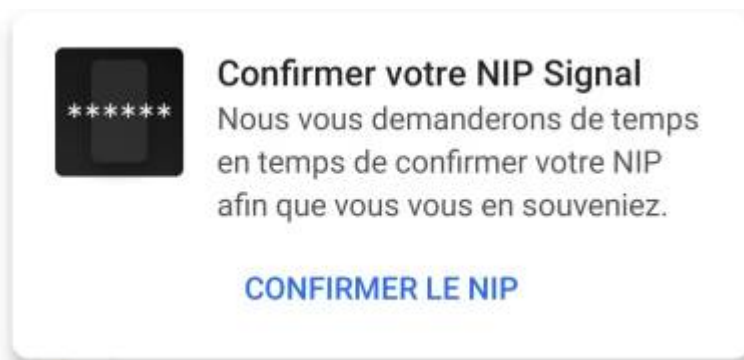 ******
Confirmer votre NIP Signal
Nous vous demanderons de temps
en temps de confirmer votre NIP
afin que vous vous en souveniez.
CONFIRMER LE NIP